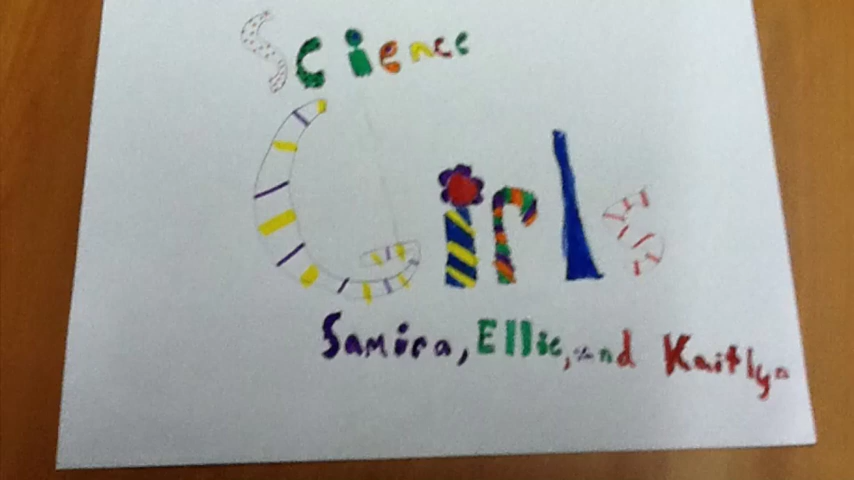 Science
Girls
Samira, Ellie, and Kaitlyn